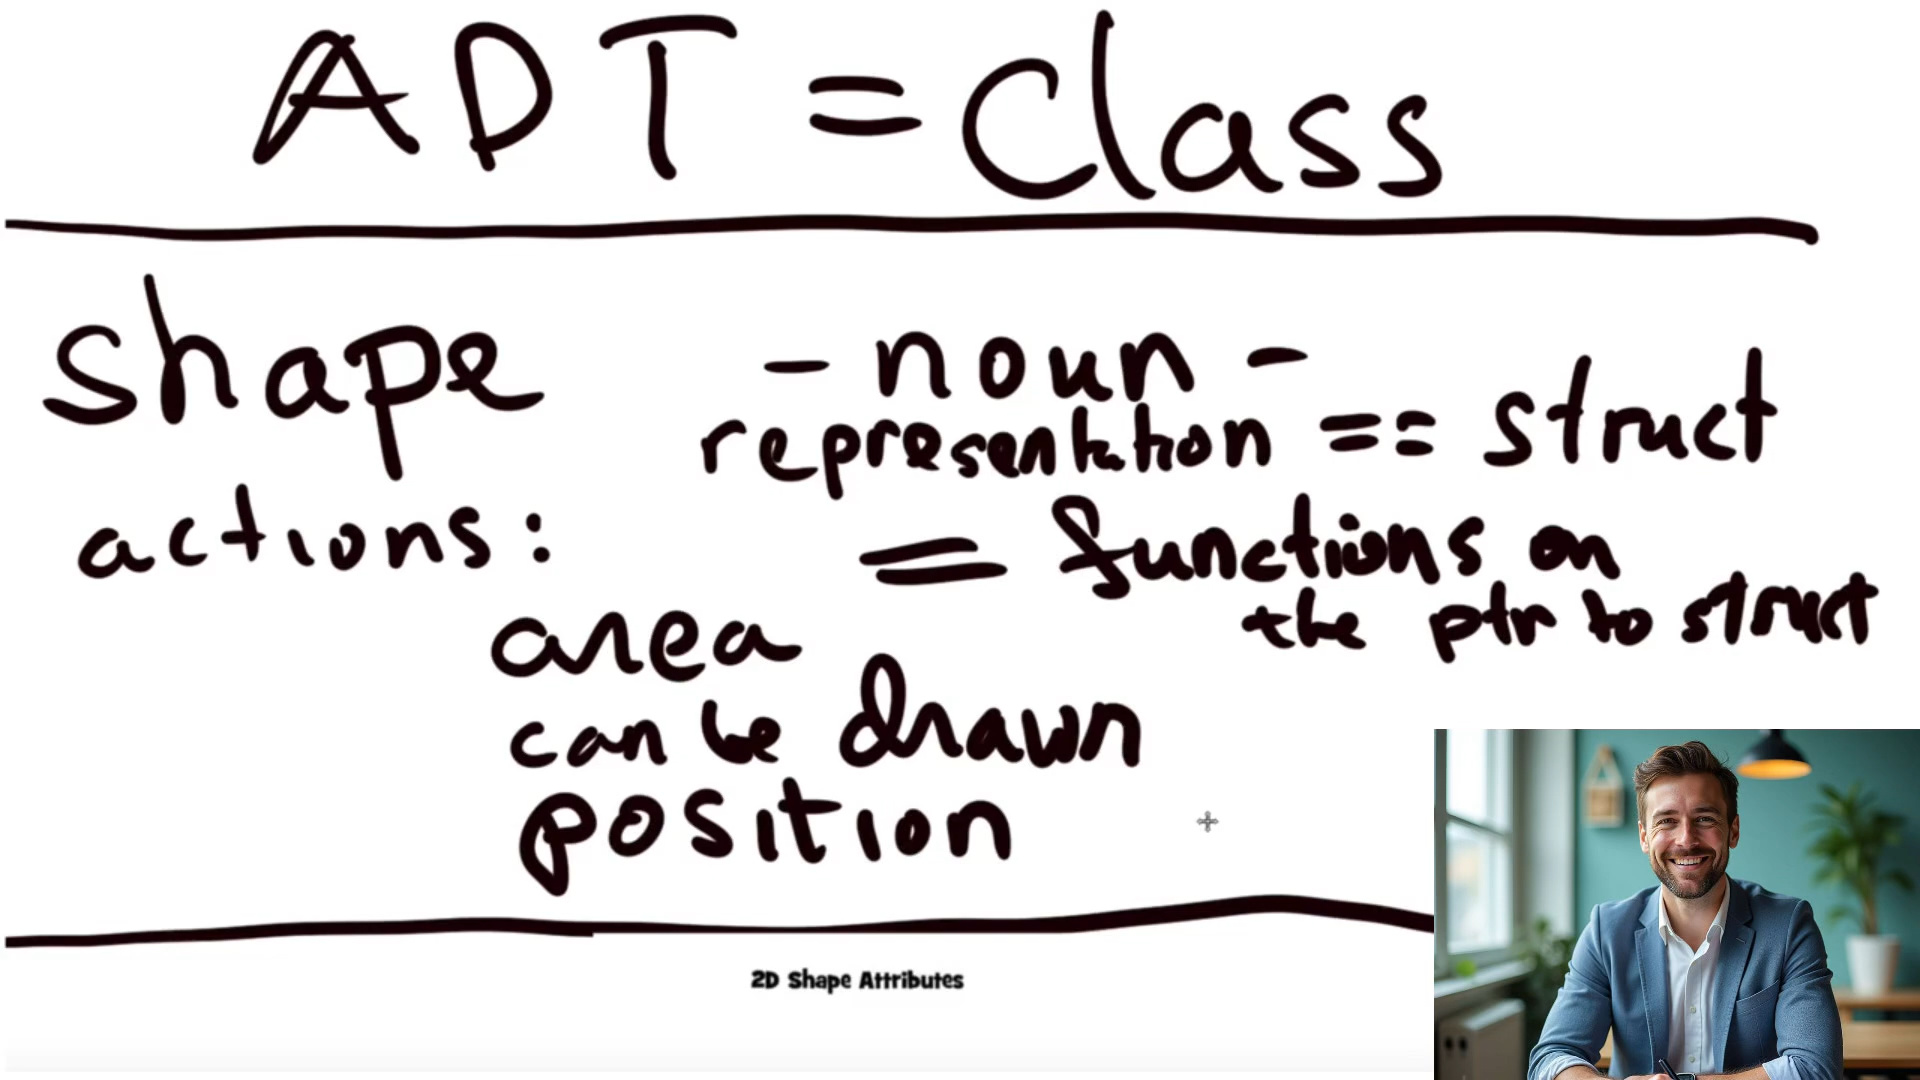 ADT = Class
shape - noun -
representation == struct
actions: = functions on
the ptr to struct
area
can be drawn
position
2D Shape Attributes